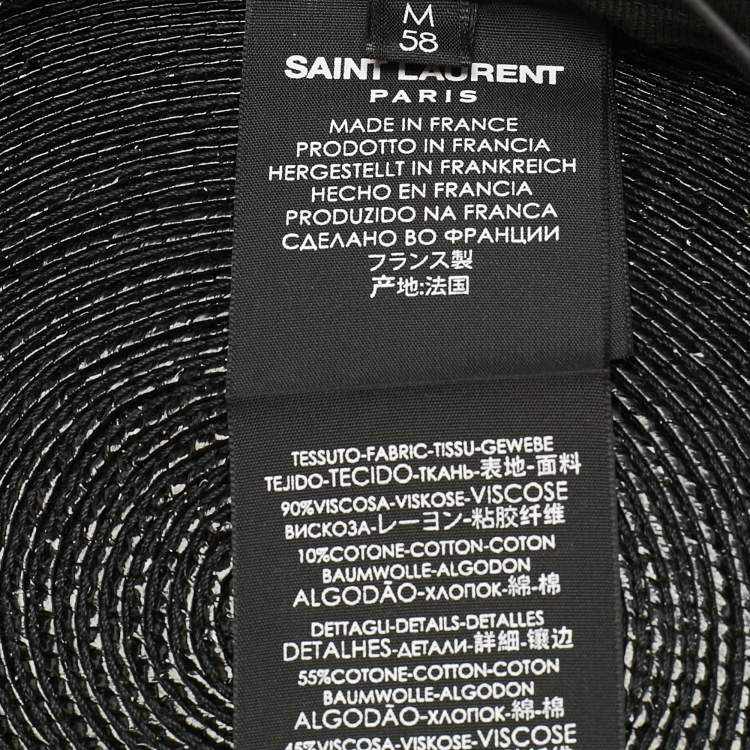 M
58
SAINT LAURENT
PARIS
MADE IN FRANCE
PRODOTTO IN FRANCIA
HERGESTELLT IN FRANKREICH
HECHO EN FRANCIA
PRODUZIDO NA FRANCA
СДЕЛАНО ВО ФРАНЦИИ
フランス製
产地:法国
TESSUTO-FABRIC-TISSU-GEWEBE
TEJIDO-TECIDO-ТКАНЬ-表地-面料
90%VISCOSA-VISKOSE-VISCOSE
ВИСКОЗА-レーヨン-粘胶纤维
10%COTONE-COTTON-COTON
BAUMWOLLE-ALGODON
ALGODÃO-ХЛОПОК-綿-棉
DETTAGLI-DETAILS-DETALLES
DETALHES-ДЕТАЛИ-詳細-镶边
55%COTONE-COTTON-COTON
BAUMWOLLE-ALGODON
ALGODÃO-ХЛОПОК-綿-棉
45%VISCOSA-VISKOSE-VISCOSE